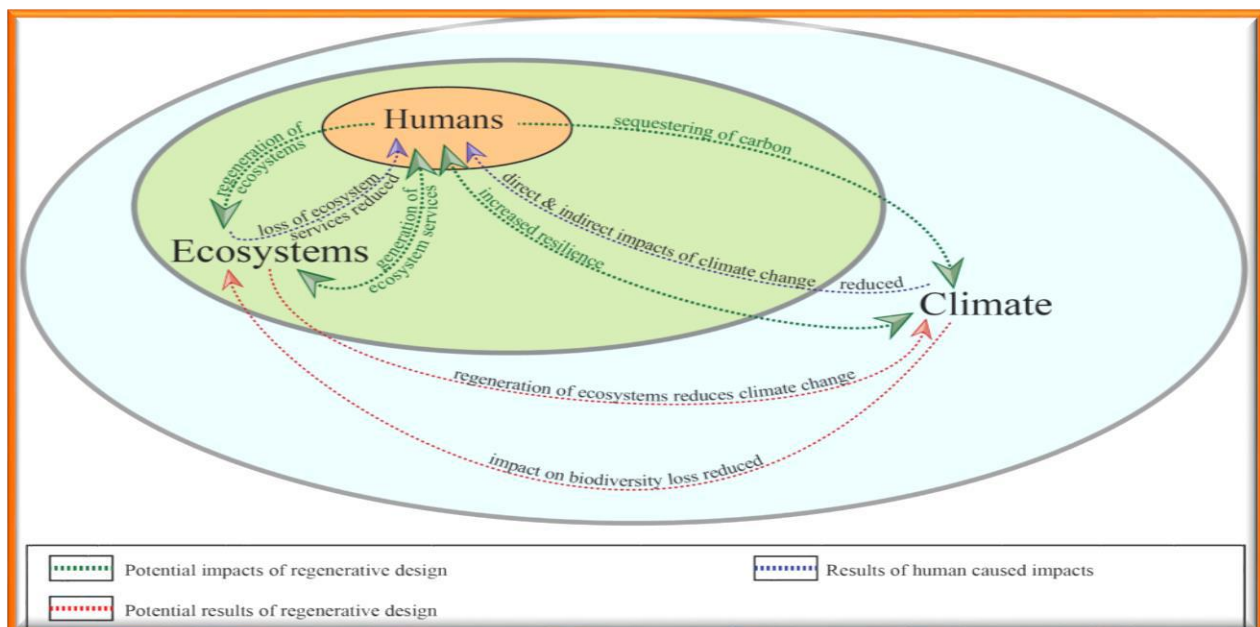 Humans
sequestering of carbon
regeneration of
ecosystems
loss of ecosystem
services reduced
generation of
ecosystem services
increased resilience
direct & indirect impacts of climate change reduced
Ecosystems
Climate
regeneration of ecosystems reduces climate change
impact on biodiversity loss reduced
Potential impacts of regenerative design
Results of human caused impacts
Potential results of regenerative design